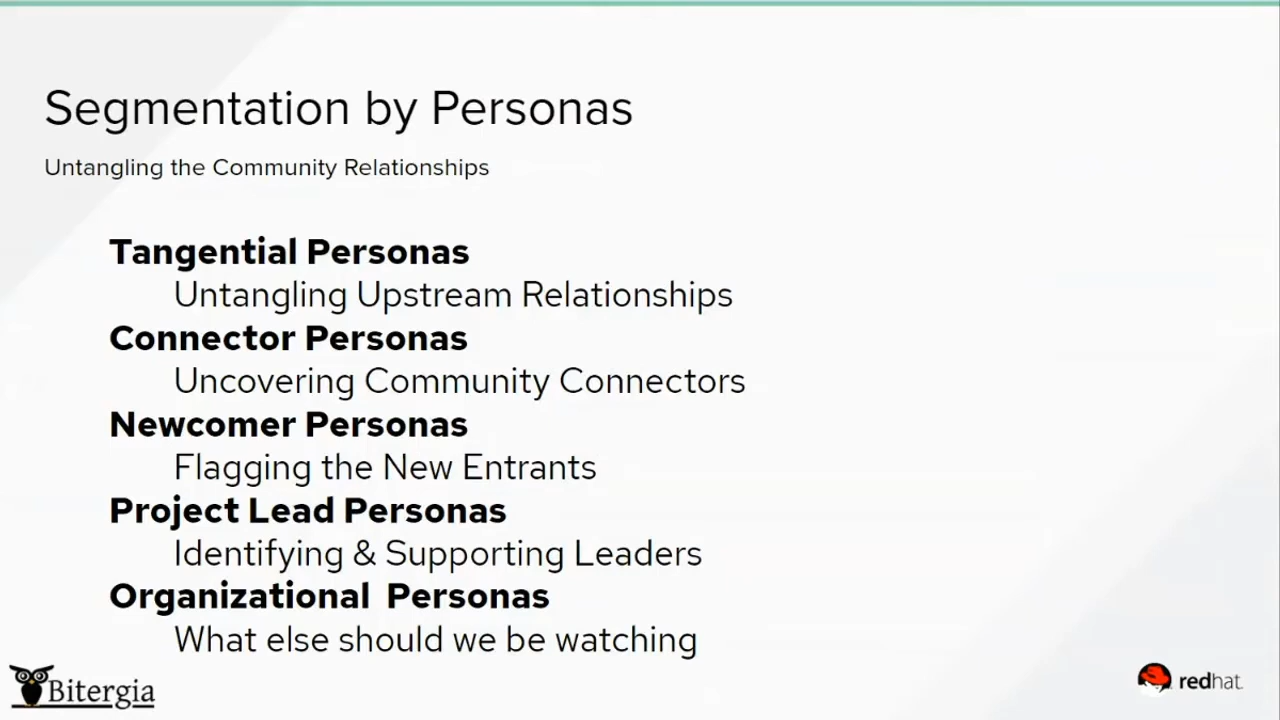 Segmentation by Personas
Untangling the Community Relationships
Tangential Personas
Untangling Upstream Relationships
Connector Personas
Uncovering Community Connectors
Newcomer Personas
Flagging the New Entrants
Project Lead Personas
Identifying & Supporting Leaders
Organizational Personas
What else should we be watching
Bitergia
redhat.